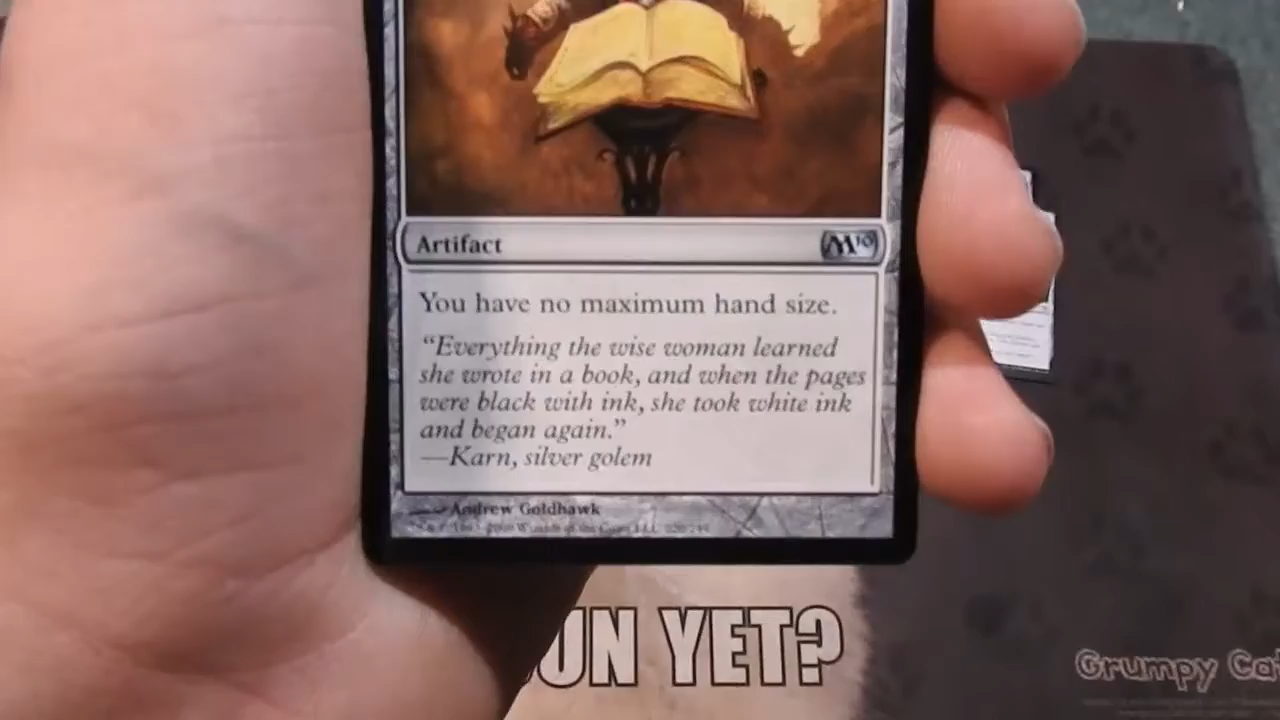 Artifact
M10
You have no maximum hand size.
“Everything the wise woman learned
she wrote in a book, and when the pages
were black with ink, she took white ink
and began again.”
—Karn, silver golem
Andrew Goldhawk
UN YET?
Grumpy Ca